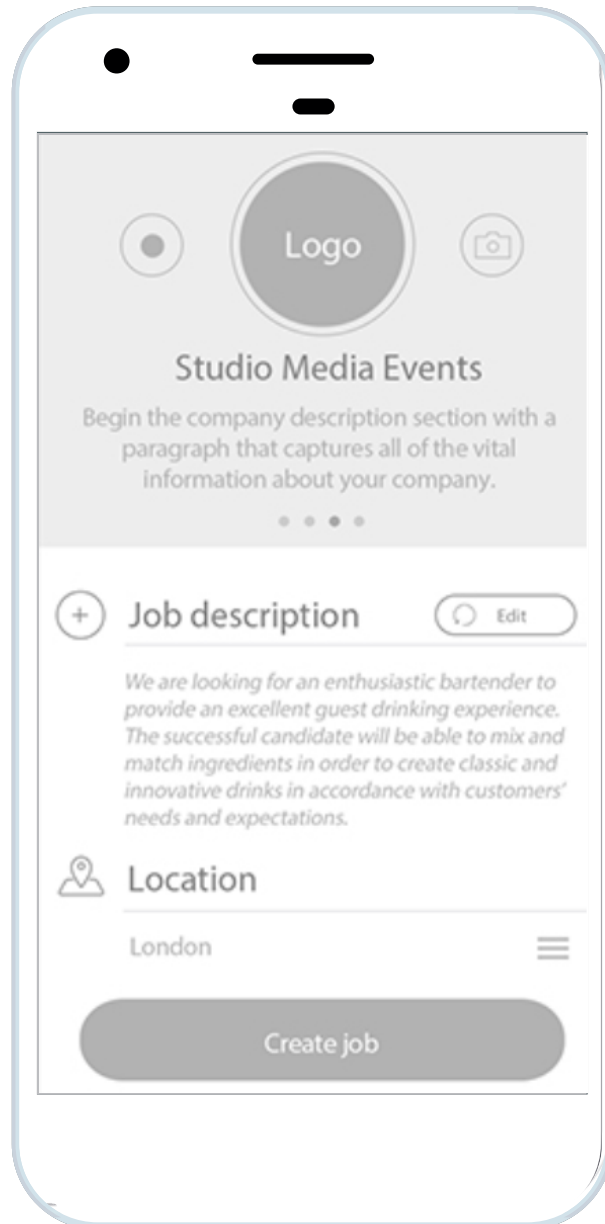 Logo
Studio Media Events
Begin the company description section with a
paragraph that captures all of the vital
information about your company.
Job description
Edit
We are looking for an enthusiastic bartender to
provide an excellent guest drinking experience.
The successful candidate will be able to mix and
match ingredients in order to create classic and
innovative drinks in accordance with customers’
needs and expectations.
Location
London
Create job